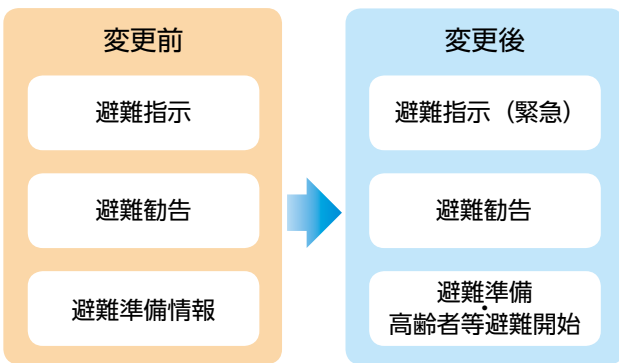 変更前
避難指示
避難勧告
避難準備情報
変更後
避難指示（緊急）
避難勧告
避難準備・
高齢者等避難開始